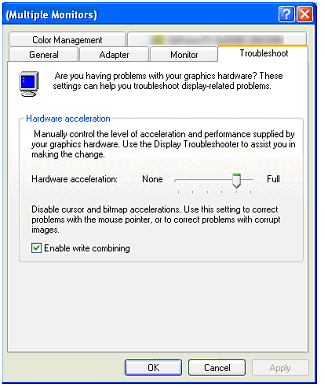 (Multiple Monitors)
Color Management
General Adapter Monitor Troubleshoot
Are you having problems with your graphics hardware? These
settings can help you troubleshoot display-related problems.
Hardware acceleration
Manually control the level of acceleration and performance supplied by
your graphics hardware. Use the Display Troubleshooter to assist you in
making the change.
Hardware acceleration: None Full
Disable cursor and bitmap accelerations. Use this setting to correct
problems with the mouse pointer, or to correct problems with corrupt
images.
Enable write combining
OK Cancel Apply